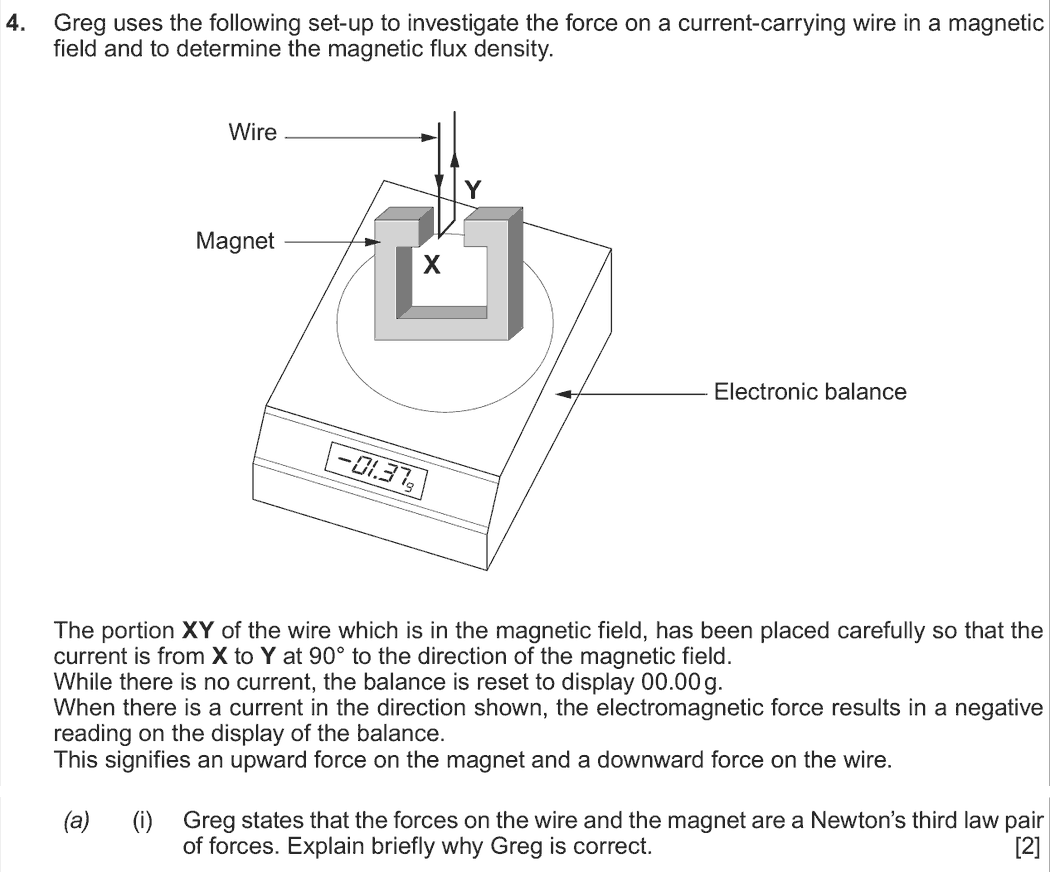 4. Greg uses the following set-up to investigate the force on a current-carrying wire in a magnetic
field and to determine the magnetic flux density.
Wire
Y
Magnet
X
Electronic balance
-01.37g
The portion XY of the wire which is in the magnetic field, has been placed carefully so that the
current is from X to Y at 90° to the direction of the magnetic field.
While there is no current, the balance is reset to display 00.00g.
When there is a current in the direction shown, the electromagnetic force results in a negative
reading on the display of the balance.
This signifies an upward force on the magnet and a downward force on the wire.
(a) (i) Greg states that the forces on the wire and the magnet are a Newton's third law pair
of forces. Explain briefly why Greg is correct. [2]